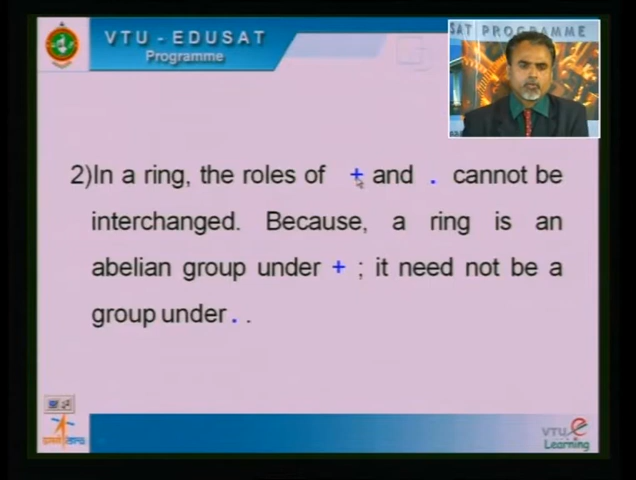 VTU - EDUSAT
Programme
SAT PROGRAMME
2)In a ring, the roles of + and . cannot be
interchanged. Because, a ring is an
abelian group under + ; it need not be a
group under . .
VTU e
Learning